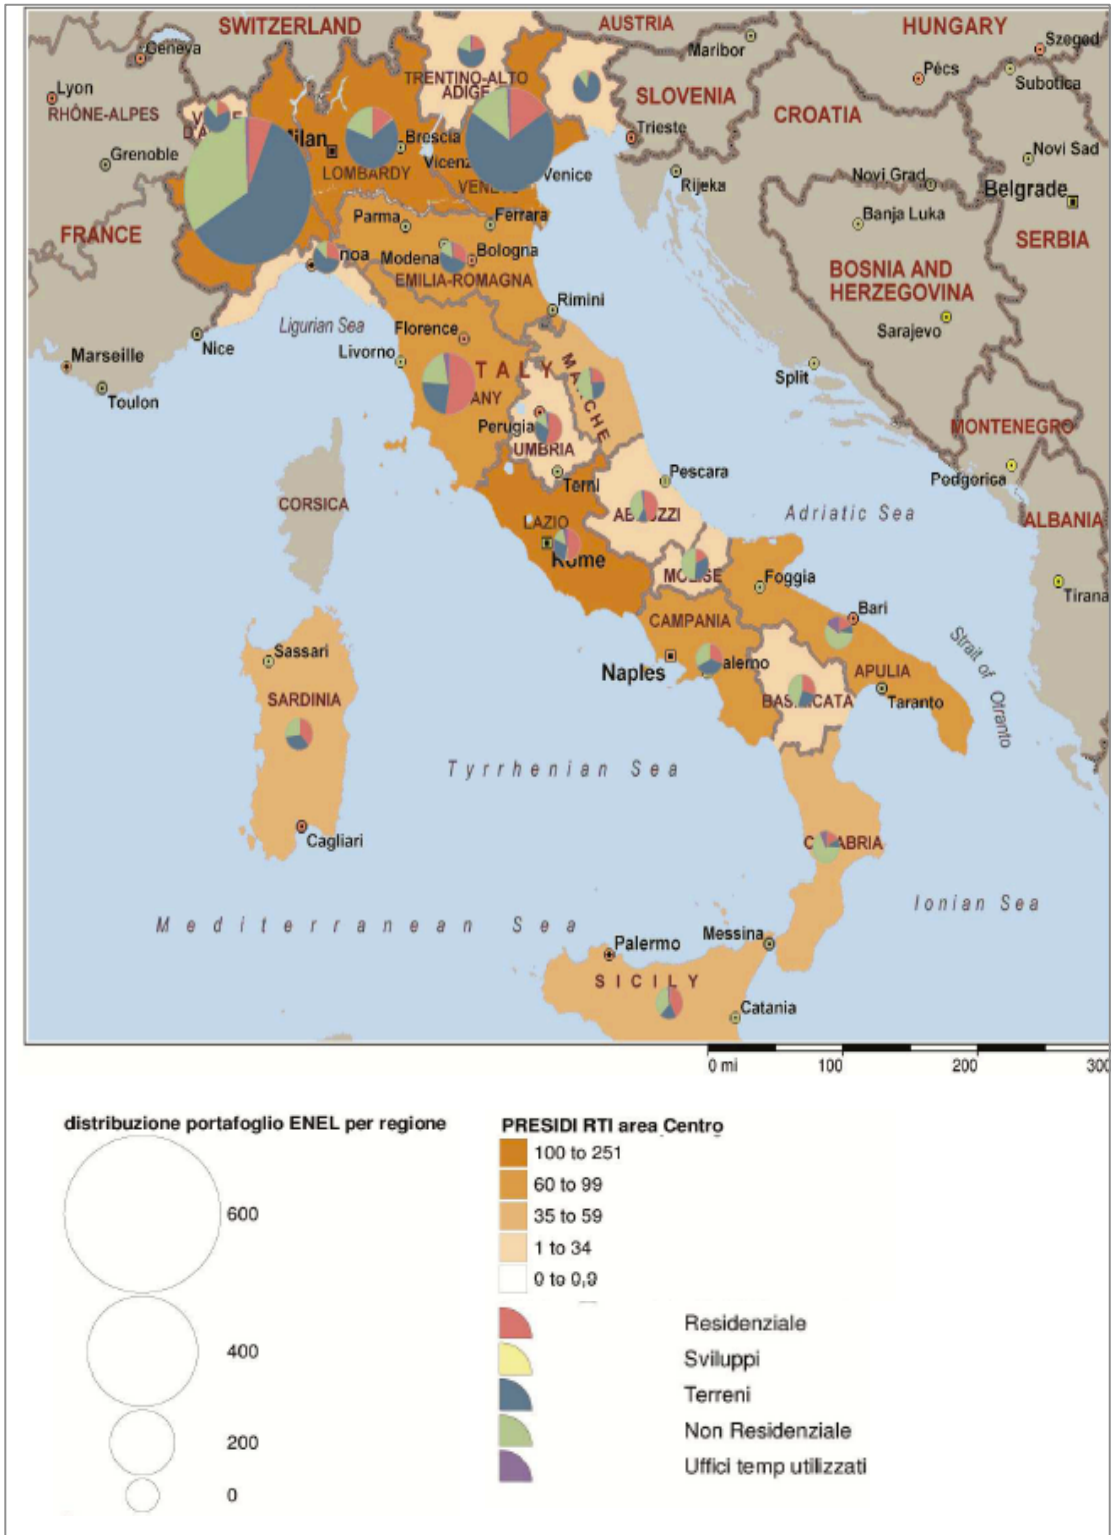 SWITZERLAND
AUSTRIA
HUNGARY
Geneva
Maribor
Szeged
Pécs
Subotica
Lyon
RHÔNE-ALPES
TRENTINO-ALTO
ADIGE
SLOVENIA
CROATIA
Trieste
Grenoble
Milan
Brescia
LOMBARDY
Venice
Rijeka
Novi Sad
Novi Grad
Belgrade
Parma
Ferrara
Banja Luka
FRANCE
Modena
Bologna
EMILIA-ROMAGNA
SERBIA
BOSNIA AND
HERZEGOVINA
Rimini
Sarajevo
Ligurian Sea
Florence
Nice
Livorno
Marseille
Toulon
Split
MARCHE
Perugia
UMBRIA
MONTENEGRO
Terni
Pescara
Podgorica
CORSICA
Adriatic Sea
ALBANIA
LAZIO
Rome
Foggia
Tirana
Bari
CAMPANIA
Strait of Otranto
Sassari
Naples
alerno
APULIA
SARDINIA
Taranto
Tyrrhenian Sea
Cagliari
Ionian Sea
Mediterranean Sea
Messina
Palermo
SICILY
Catania
0 mi 100 200 300
distribuzione portafoglio ENEL per regione
600
400
200
0
PRESIDI RTI area Centro
100 to 251
60 to 99
35 to 59
1 to 34
0 to 0,9
Residenziale
Sviluppi
Terreni
Non Residenziale
Uffici temp utilizzati